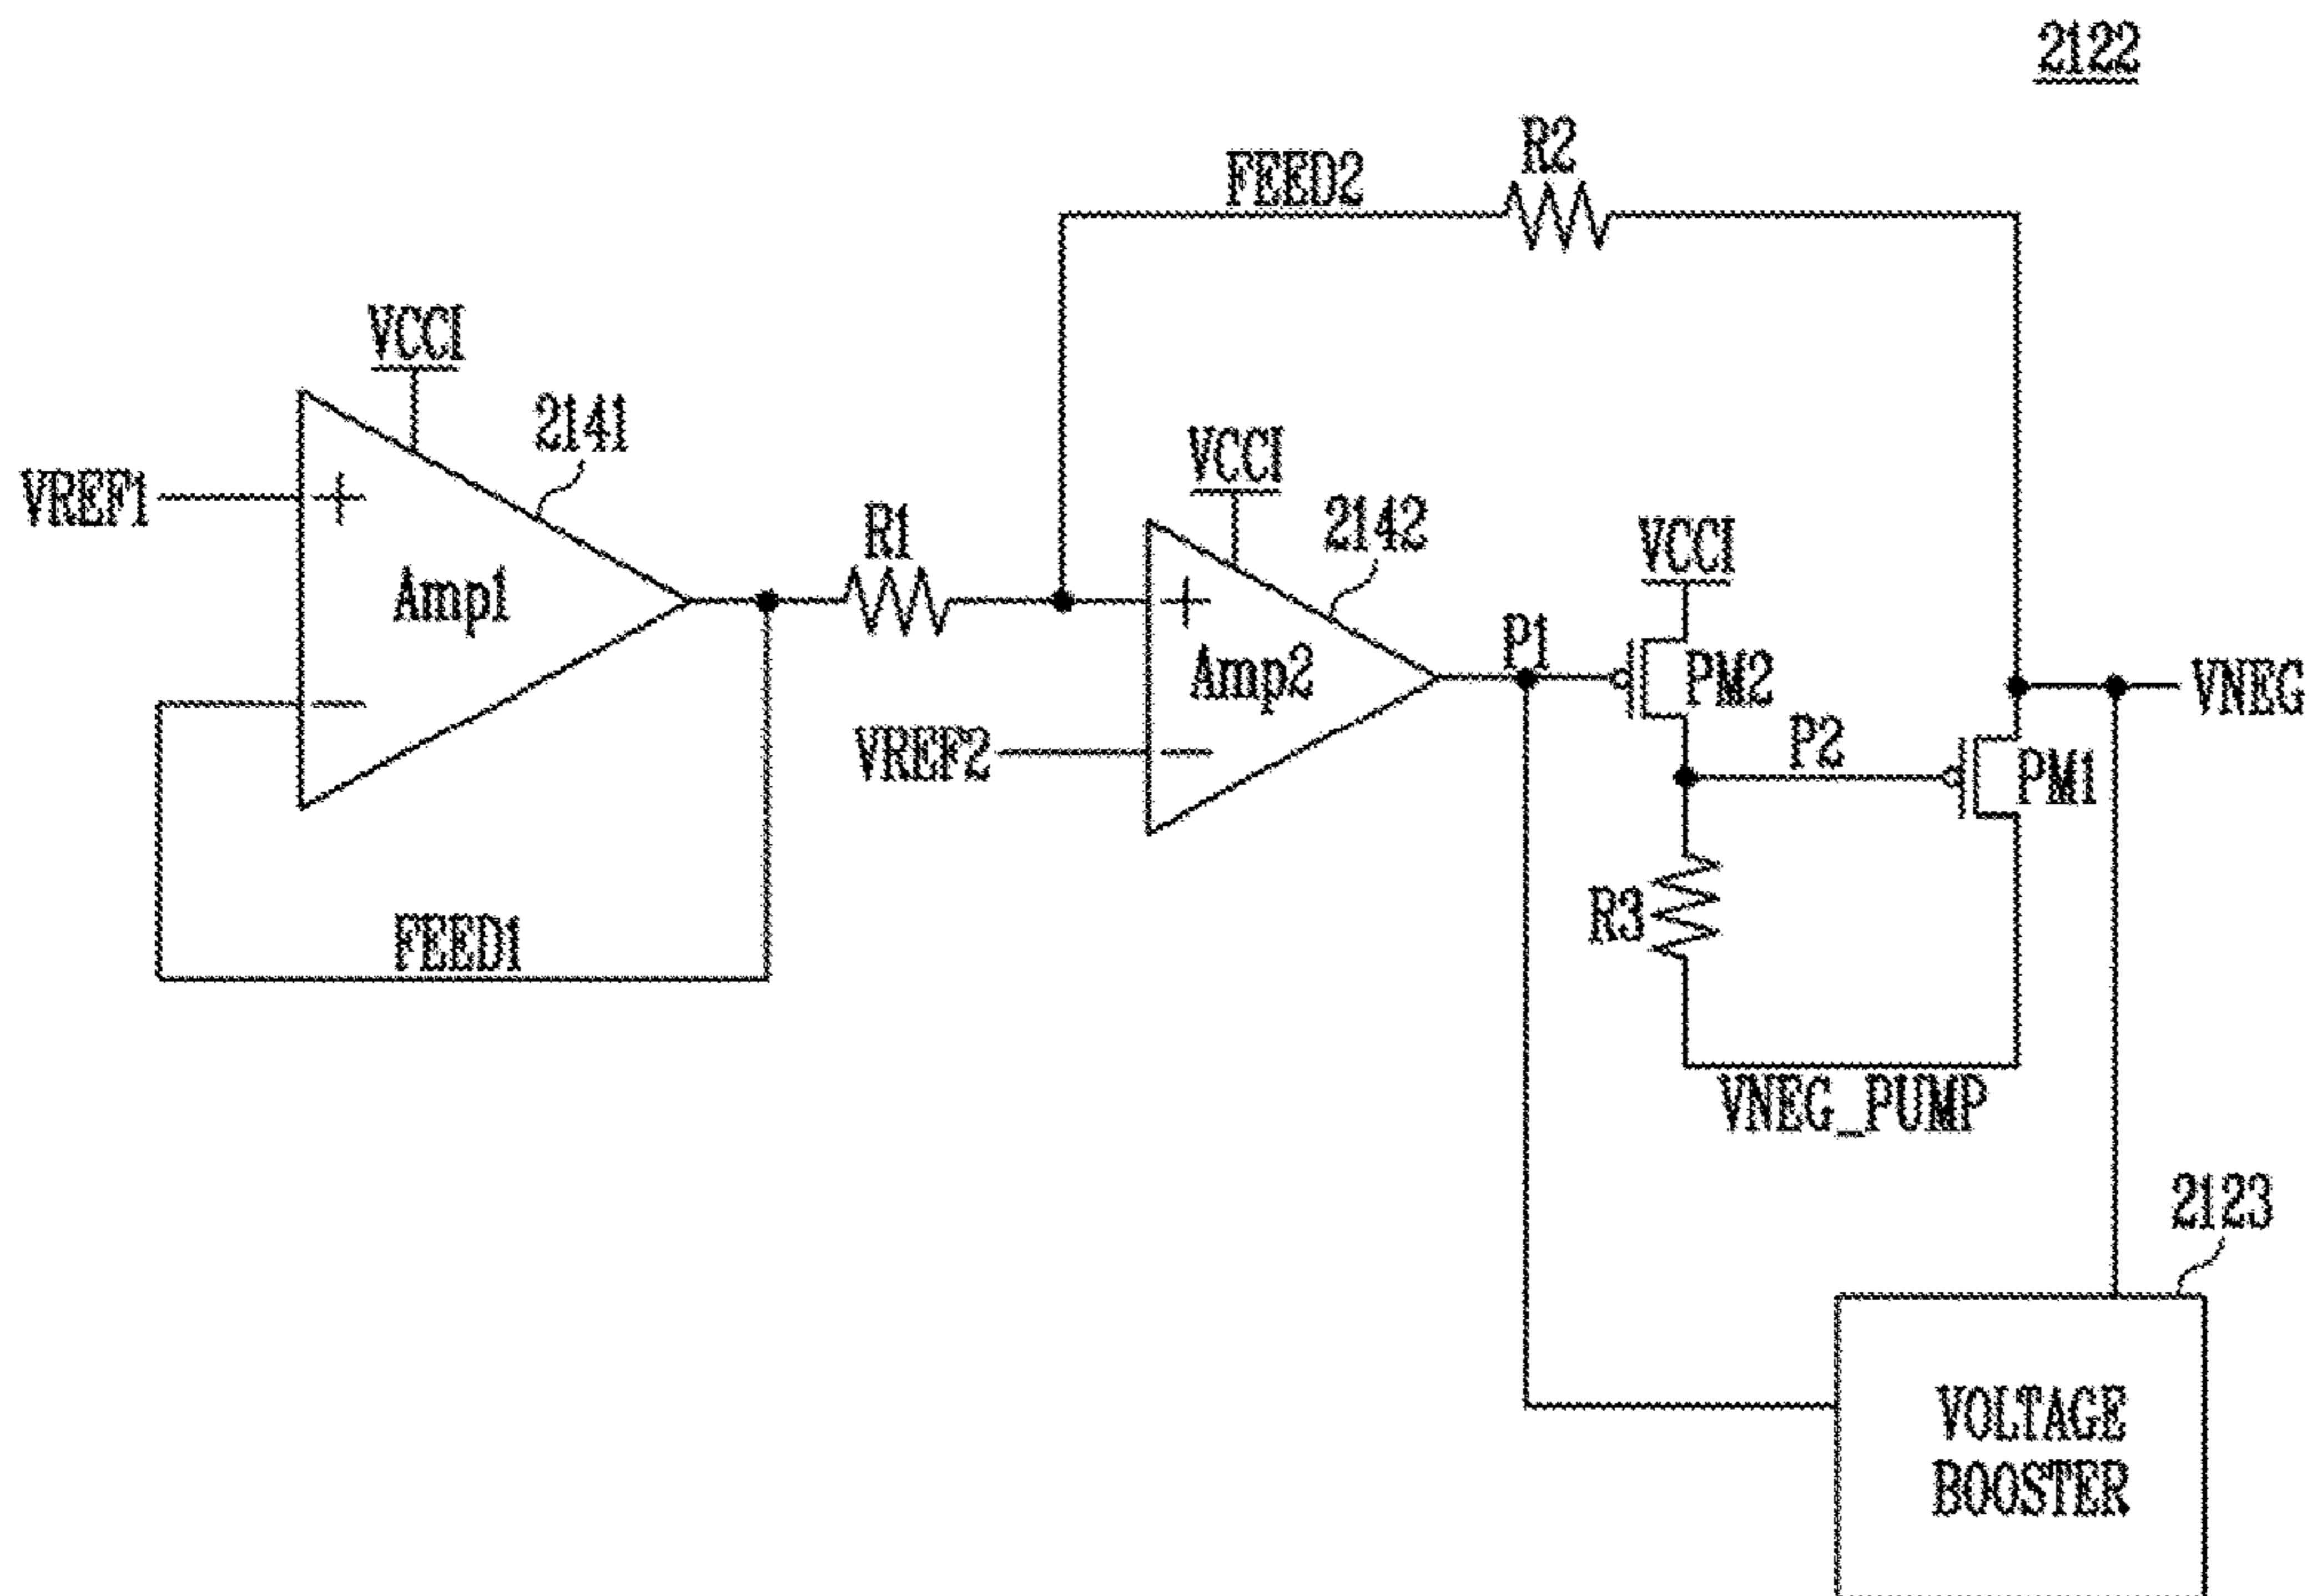 2122
R2
FEED2
VCCI
2141
VREF1
+
Amp1
−
FEED1
R1
VCCI
2142
+
Amp2
VREF2
−
P1
VCCI
PM2
P2
PM1
VNEG
R3
VNEG_PUMP
2123
VOLTAGE
BOOSTER